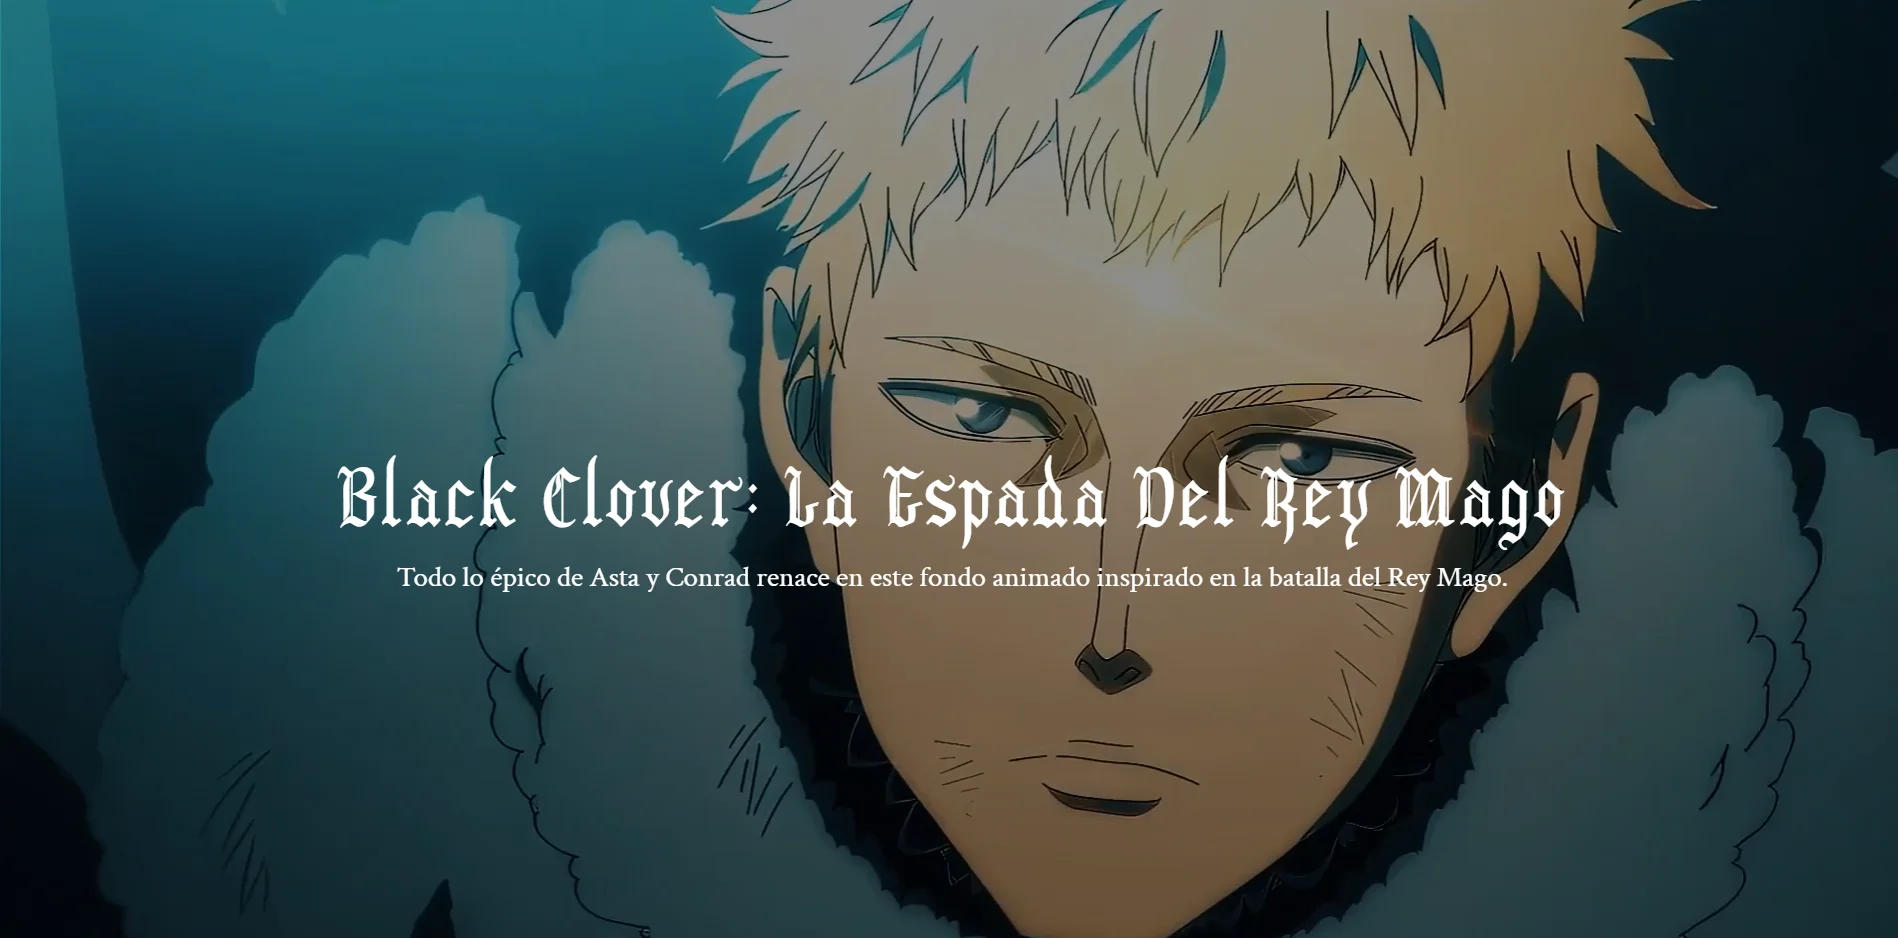 Black Clover: La Espada Del Rey Mago
Todo lo épico de Asta y Conrad renace en este fondo animado inspirado en la batalla del Rey Mago.